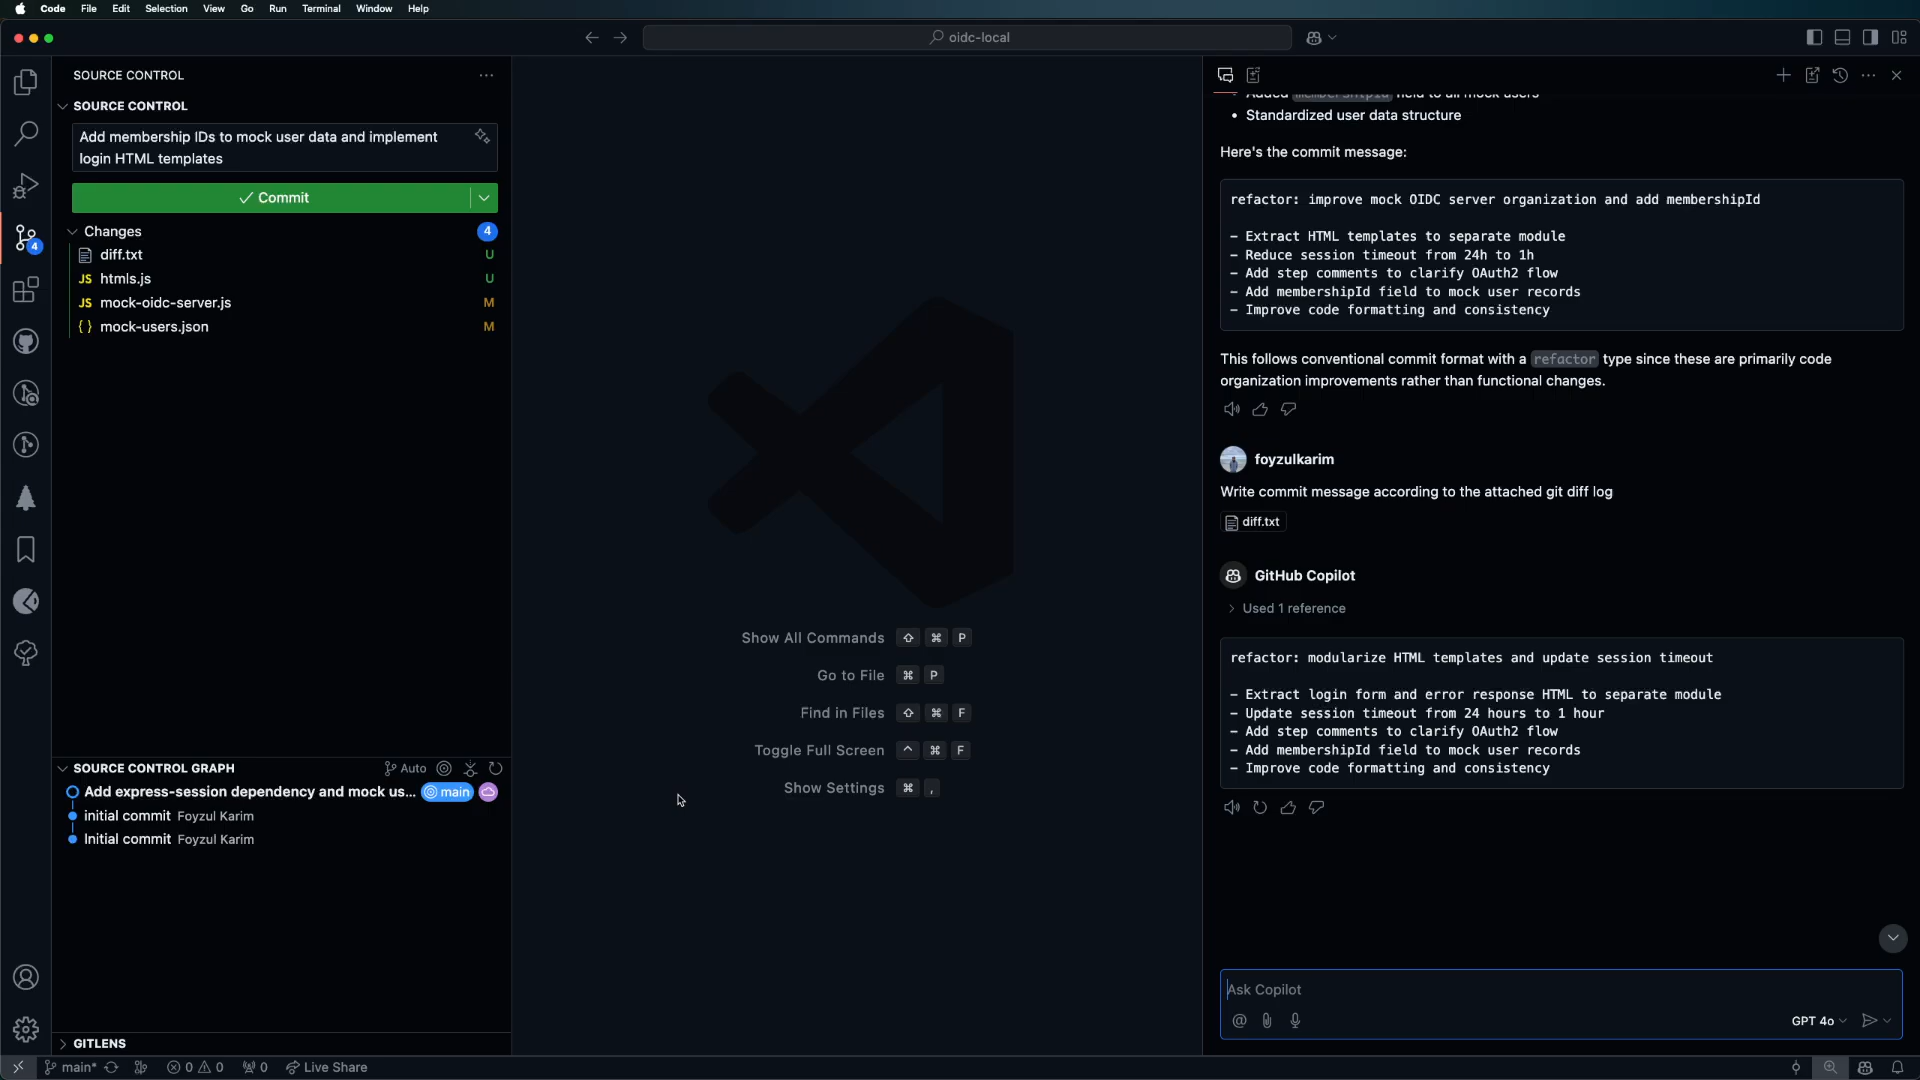 Code File Edit Selection View Go Run Terminal Window Help
oidc-local
SOURCE CONTROL
SOURCE CONTROL
Add membership IDs to mock user data and implement
login HTML templates
Commit
Changes 4
diff.txt U
JS htmls.js U
JS mock-oidc-server.js M
{ } mock-users.json M
4
SOURCE CONTROL GRAPH Auto
Add express-session dependency and mock us... main
initial commit Foyzul Karim
Initial commit Foyzul Karim
GITLENS
Show All Commands ⇧ ⌘ P
Go to File ⌘ P
Find in Files ⇧ ⌘ F
Toggle Full Screen ^ ⌘ F
Show Settings ⌘ ,
• Added membershipId field to all mock users
• Standardized user data structure
Here's the commit message:
refactor: improve mock OIDC server organization and add membershipId
- Extract HTML templates to separate module
- Reduce session timeout from 24h to 1h
- Add step comments to clarify OAuth2 flow
- Add membershipId field to mock user records
- Improve code formatting and consistency
This follows conventional commit format with a refactor type since these are primarily code
organization improvements rather than functional changes.
foyzulkarim
Write commit message according to the attached git diff log
diff.txt
GitHub Copilot
> Used 1 reference
refactor: modularize HTML templates and update session timeout
- Extract login form and error response HTML to separate module
- Update session timeout from 24 hours to 1 hour
- Add step comments to clarify OAuth2 flow
- Add membershipId field to mock user records
- Improve code formatting and consistency
Ask Copilot
@ GPT 4o
main* 0 0 0 Live Share